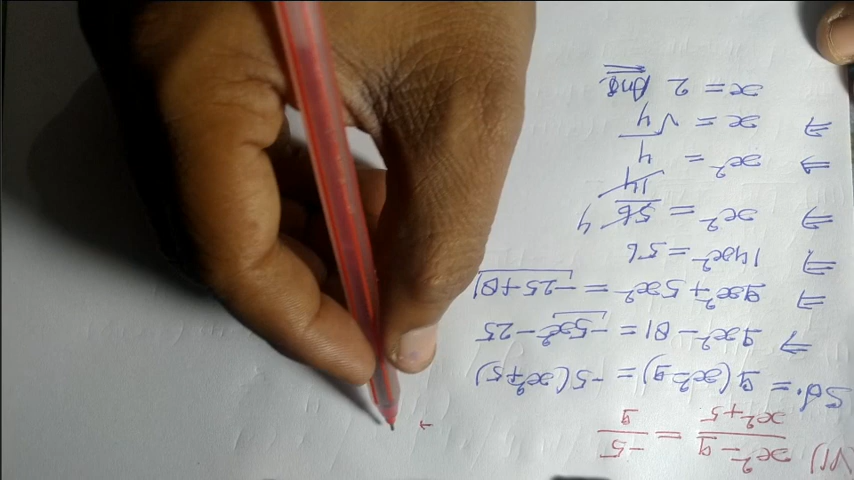 VI) x²-9/x²+5 = -5/9
Sol. = 9(x²-9) = -5(x²+5)
⇒ 9x² - 81 = -5x² - 25
⇒ 9x² + 5x² = -25+81
⇒ 14x² = 56
⇒ x² = 56/14 4
⇒ x² = 4
⇒ x = √4
x = 2 Ans.